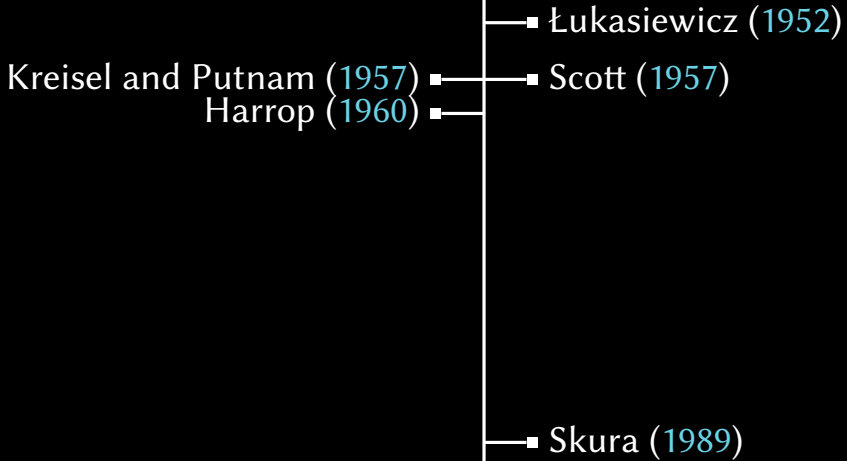 Łukasiewicz (1952)
Kreisel and Putnam (1957)
Scott (1957)
Harrop (1960)
Skura (1989)